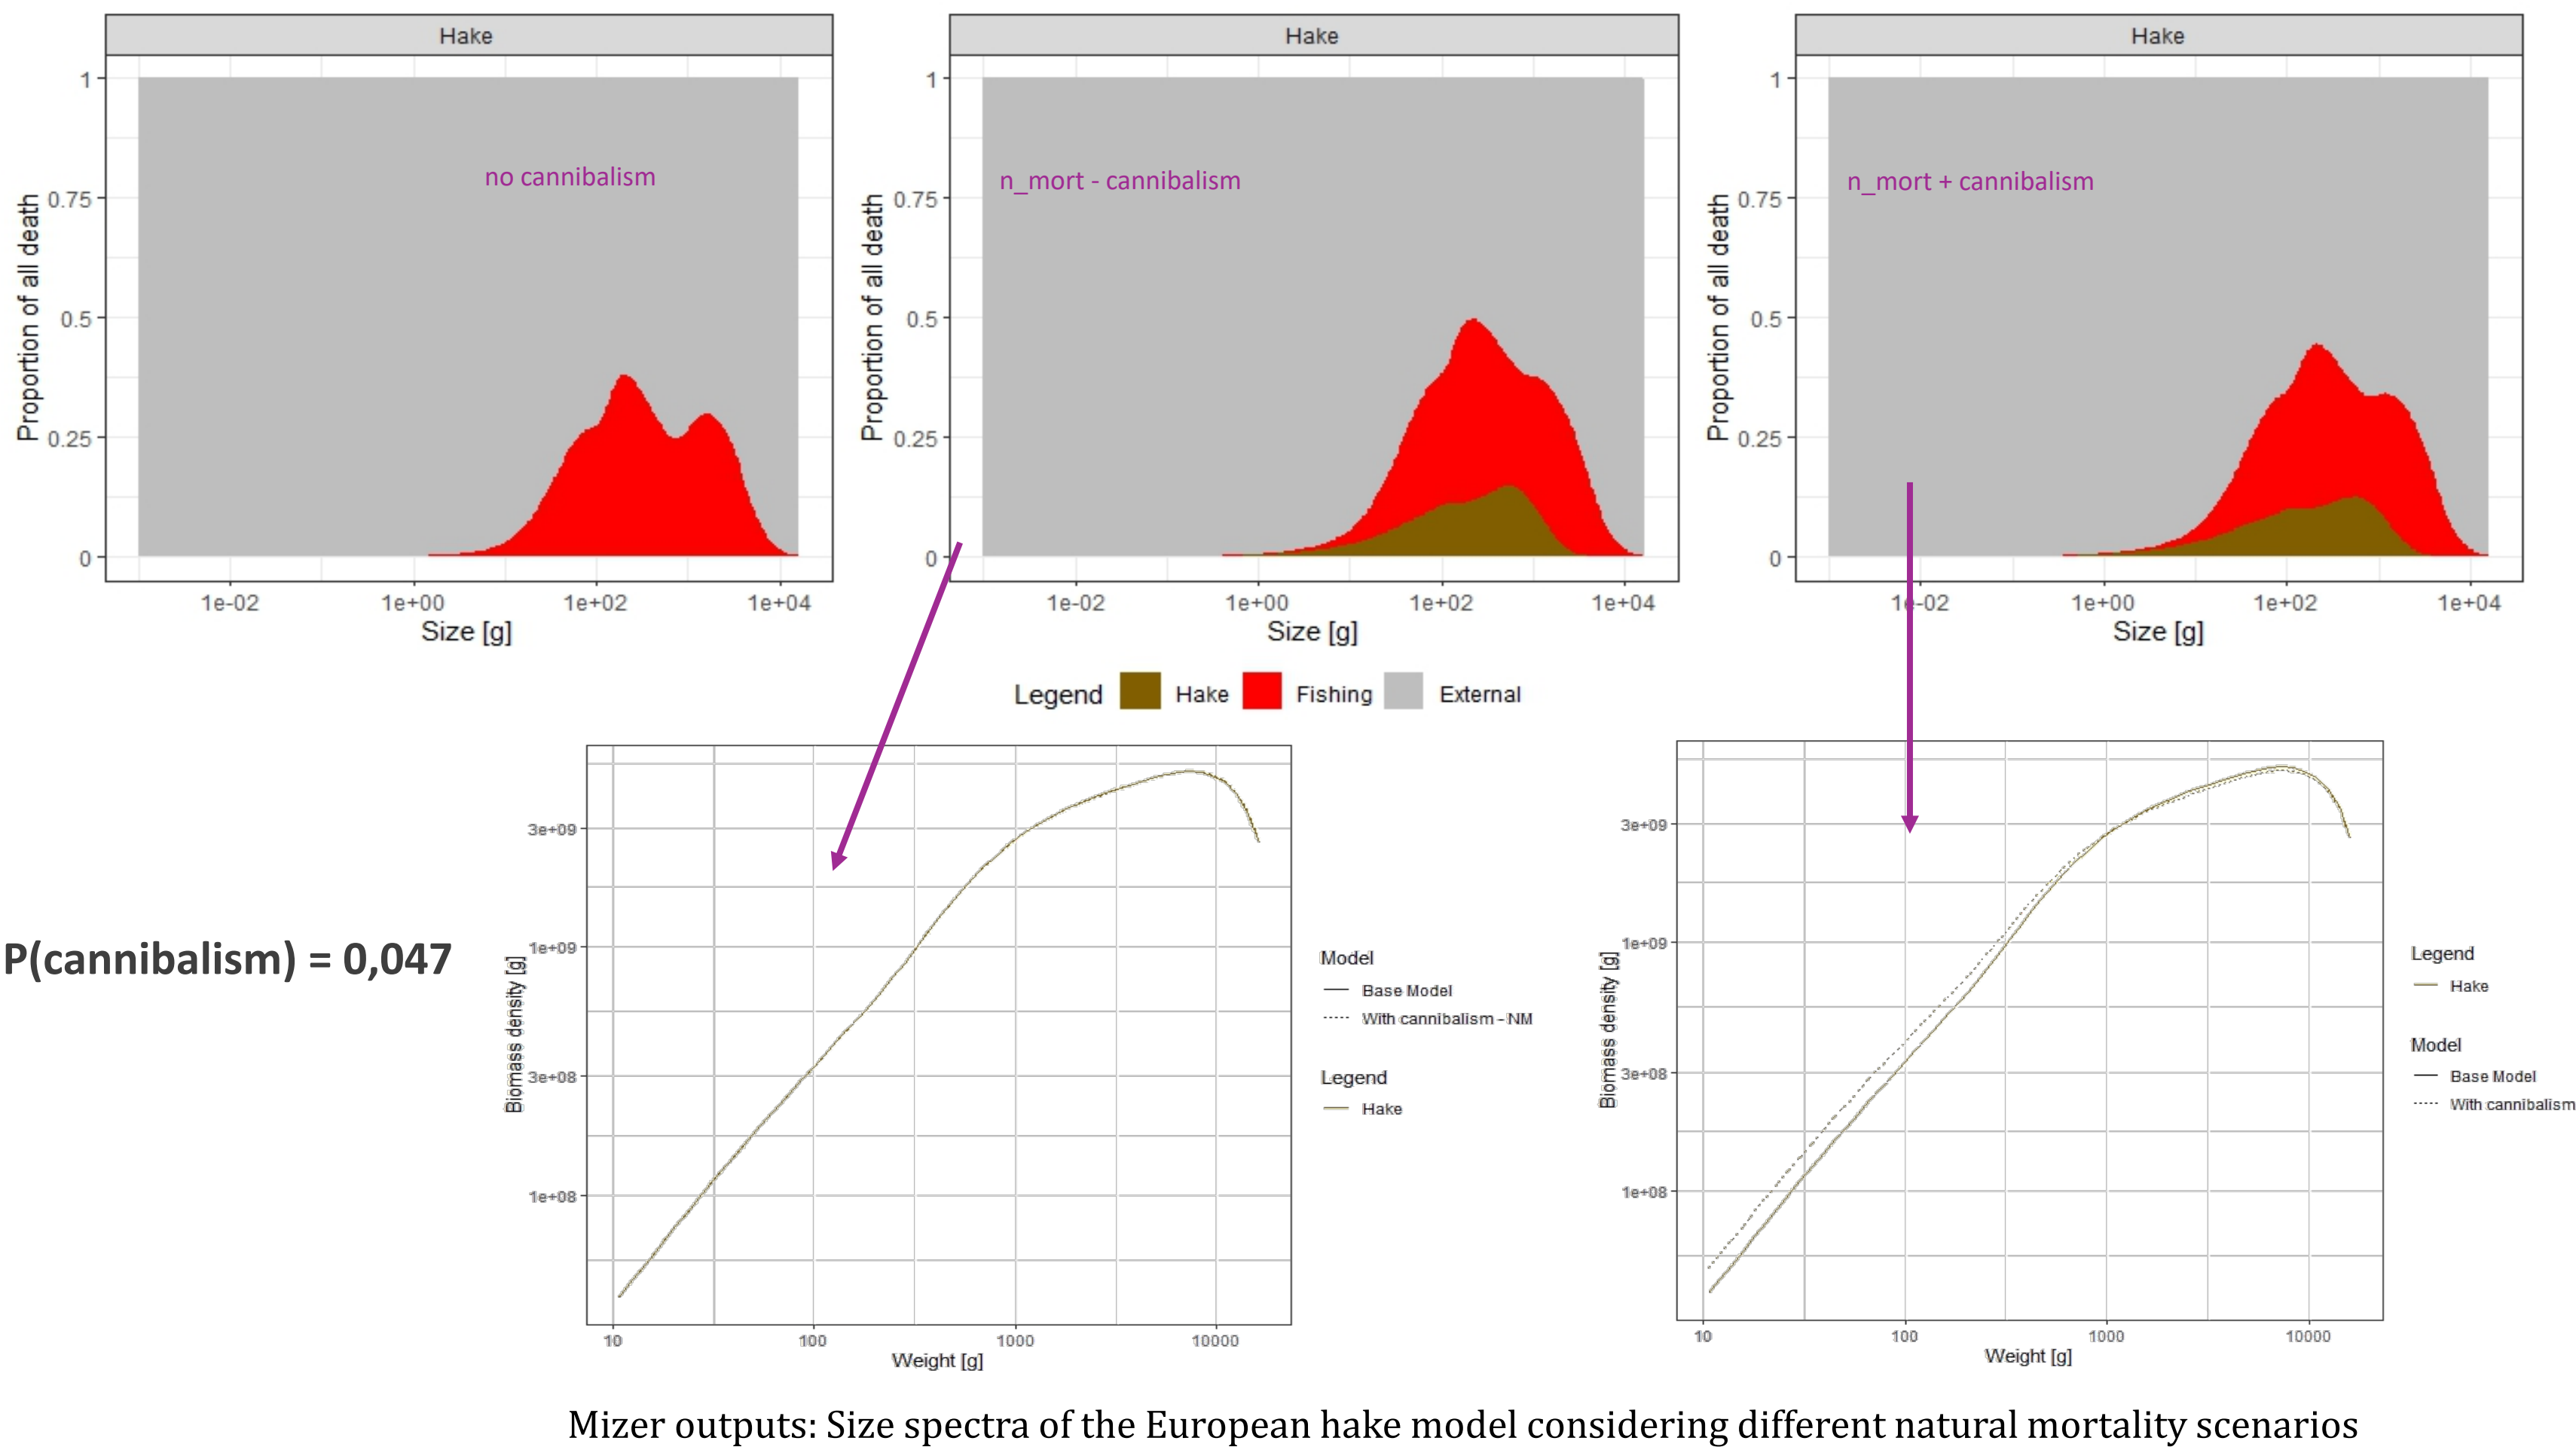 Hake
Hake
Hake
Proportion of all death
1
0.75
0.5
0.25
0
no cannibalism
1e-02 1e+00 1e+02 1e+04
Size [g]
Proportion of all death
1
0.75
0.5
0.25
0
n_mort - cannibalism
1e-02 1e+00 1e+02 1e+04
Size [g]
Proportion of all death
1
0.75
0.5
0.25
0
n_mort + cannibalism
1e-02 1e+00 1e+02 1e+04
Size [g]
Legend Hake Fishing External
P(cannibalism) = 0,047
Biomass density [g]
3e+09
1e+09
3e+08
1e+08
10 100 1000 10000
Weight [g]
Model
Base Model
With cannibalism - NM
Legend
Hake
Biomass density [g]
3e+09
1e+09
3e+08
1e+08
10 100 1000 10000
Weight [g]
Legend
Hake
Model
Base Model
With cannibalism
Mizer outputs: Size spectra of the European hake model considering different natural mortality scenarios